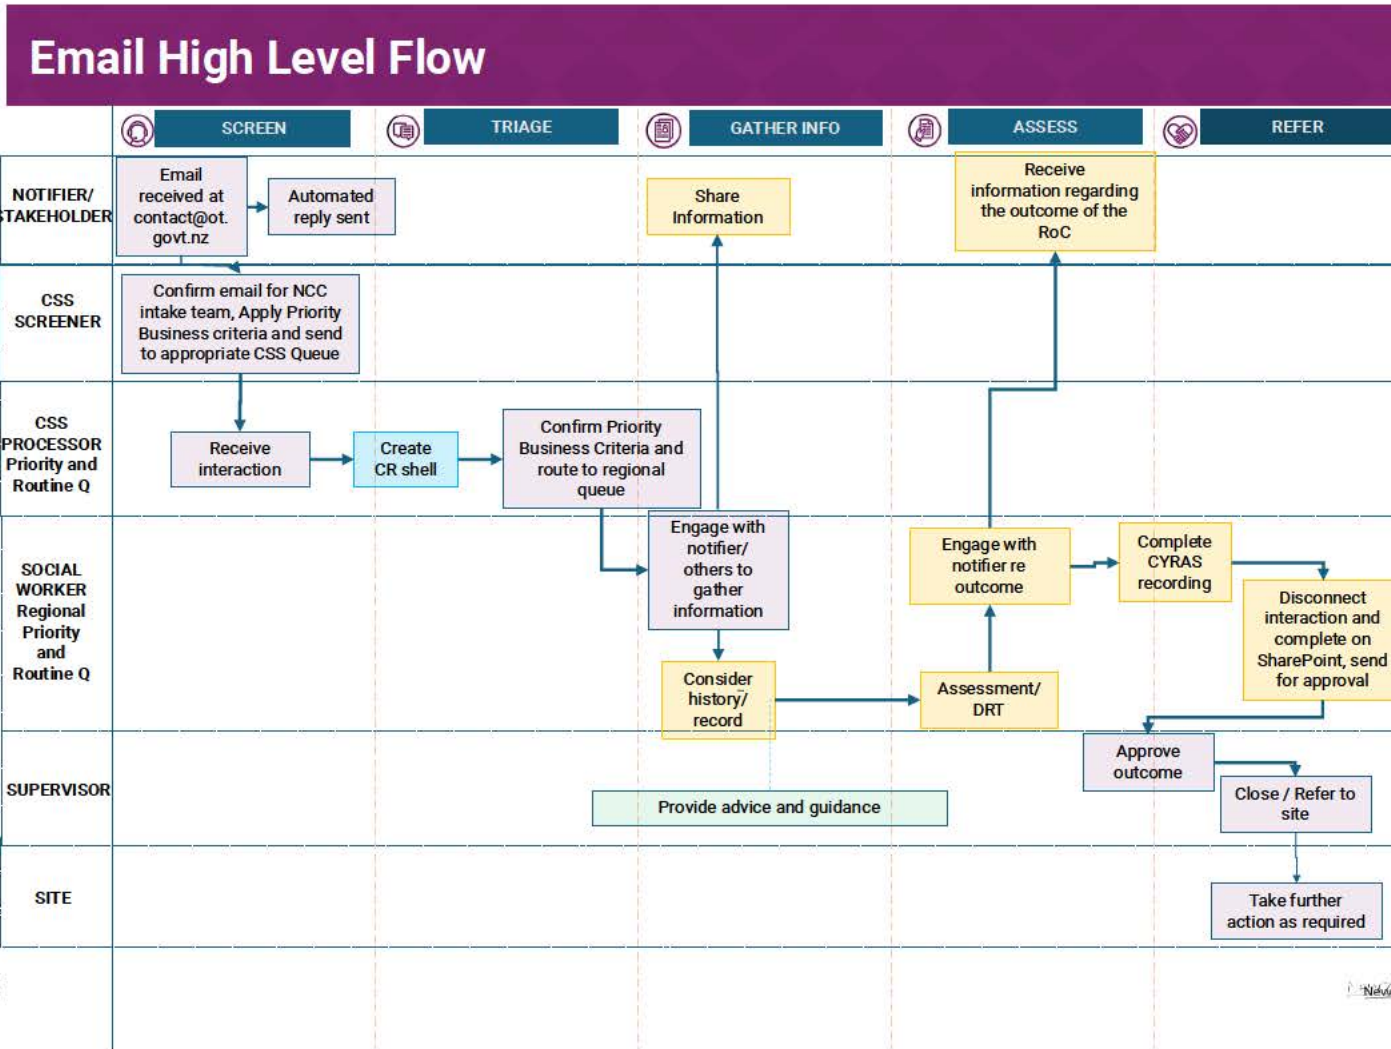 Email High Level Flow
SCREEN
TRIAGE
GATHER INFO
ASSESS
REFER
NOTIFIER/
STAKEHOLDER
Email
received at
contact@ot.
govt.nz
Automated
reply sent
Share
Information
Receive
information regarding
the outcome of the
RoC
CSS
SCREENER
Confirm email for NCC
intake team, Apply Priority
Business criteria and send
to appropriate CSS Queue
CSS
PROCESSOR
Priority and
Routine Q
Receive
interaction
Create
CR shell
Confirm Priority
Business Criteria and
route to regional
queue
SOCIAL
WORKER
Regional
Priority
and
Routine Q
Engage with
notifier/
others to
gather
information
Consider
history/
record
Engage with
notifier re
outcome
Assessment/
DRT
Complete
CYRAS
recording
Disconnect
interaction and
complete on
SharePoint, send
for approval
SUPERVISOR
Provide advice and guidance
Approve
outcome
Close / Refer to
site
SITE
Take further
action as required